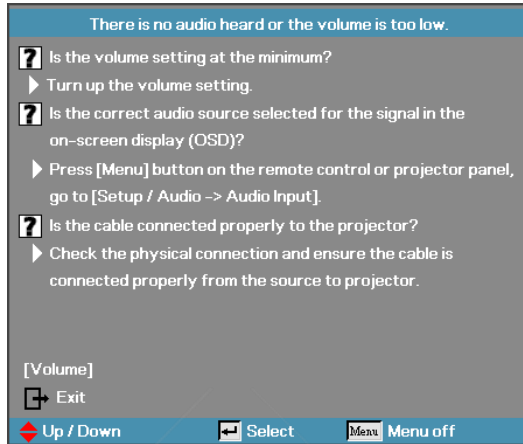 There is no audio heard or the volume is too low.
? Is the volume setting at the minimum?
Turn up the volume setting.
? Is the correct audio source selected for the signal in the
on-screen display (OSD)?
Press [Menu] button on the remote control or projector panel,
go to [Setup / Audio -> Audio Input].
? Is the cable connected properly to the projector?
Check the physical connection and ensure the cable is
connected properly from the source to projector.
[Volume]
Exit
Up / Down Select Menu Menu off